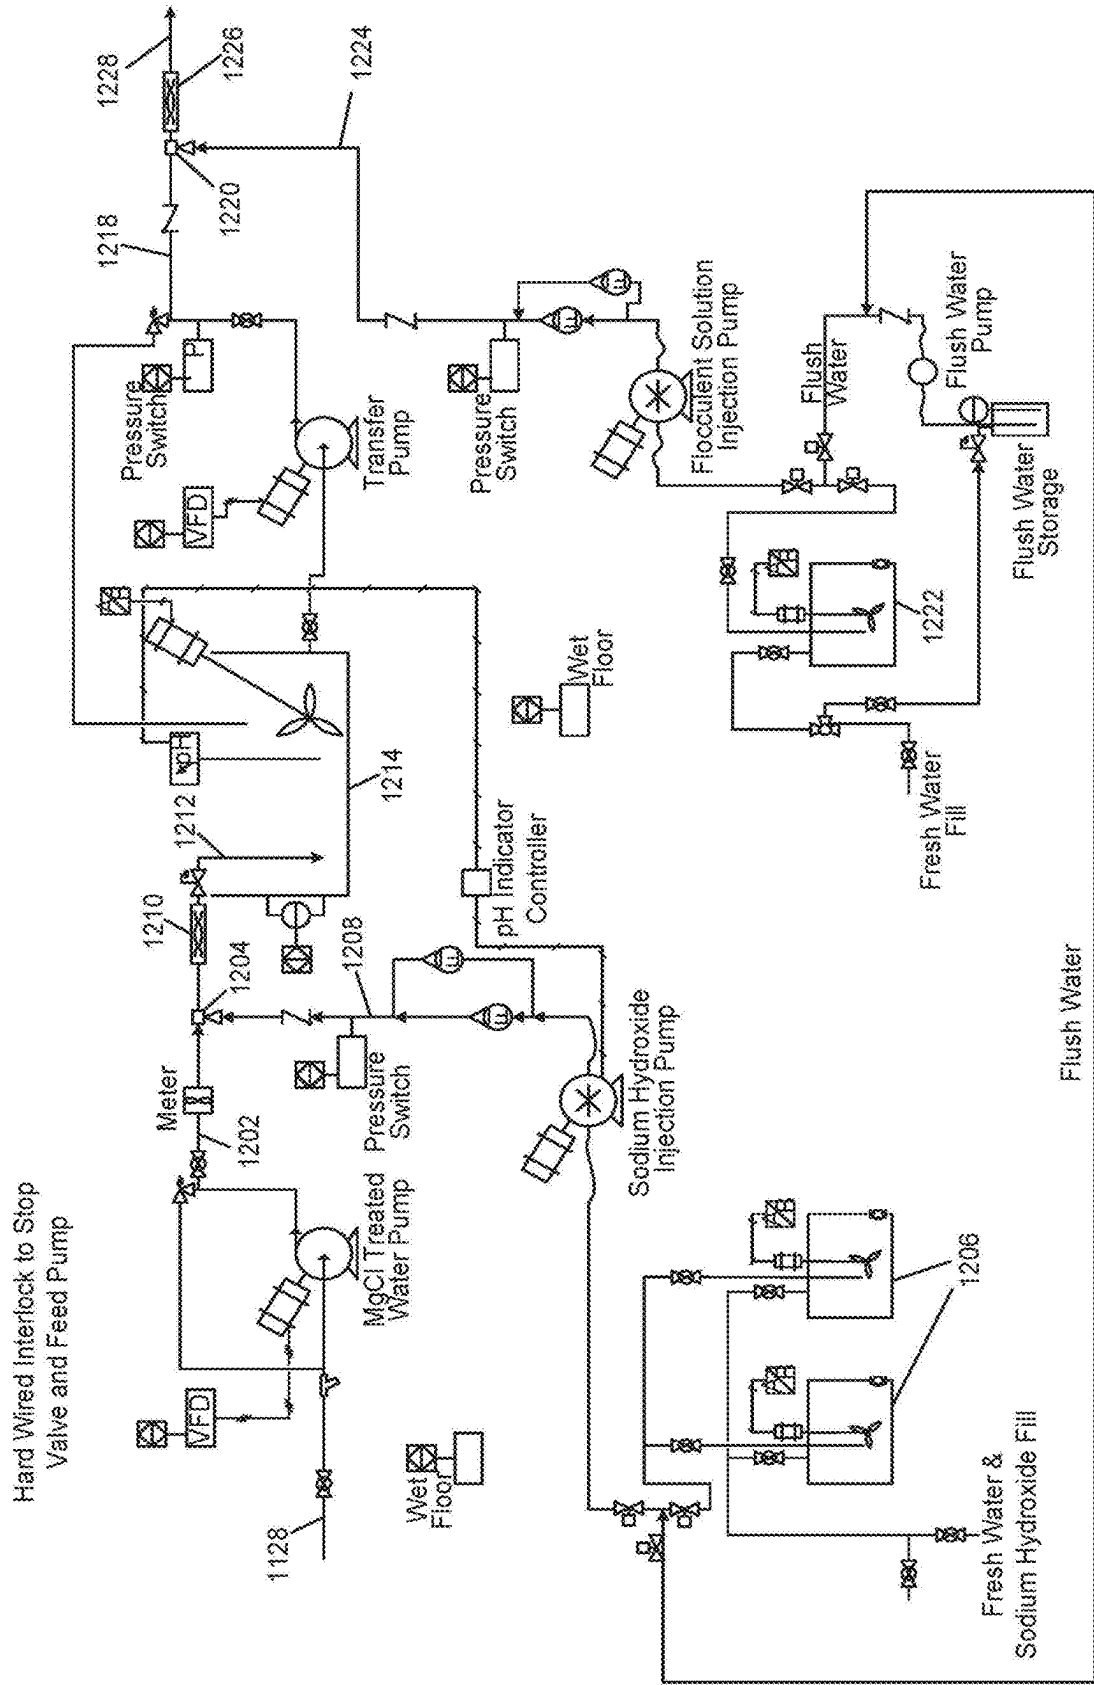 Hard Wired Interlock to Stop
Valve and Feed Pump
1128
VFD
MgCl Treated
Water Pump
1202
Meter
1204
1210
1212
pH
VFD
Transfer
Pump
Pressure
Switch
P
1218
1220
1228
1226
1224
Wet
Floor
Pressure
Switch
1208
1214
pH Indicator
Controller
Wet
Floor
Pressure
Switch
Sodium Hydroxide
Injection Pump
Flocculent Solution
Injection Pump
Flush
Water
Flush Water
Pump
Flush Water
Storage
1222
Fresh Water
Fill
1206
Fresh Water &
Sodium Hydroxide Fill
Flush Water